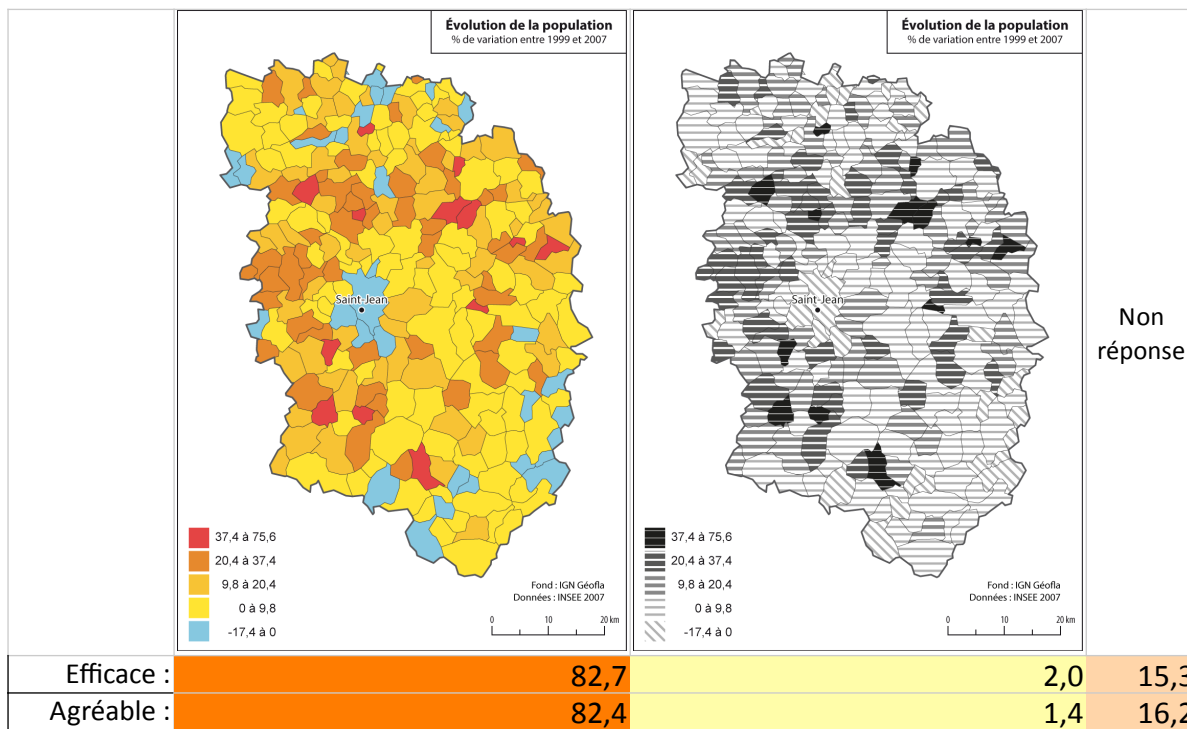 Évolution de la population
% de variation entre 1999 et 2007
Saint-Jean
37,4 à 75,6
20,4 à 37,4
9,8 à 20,4
0 à 9,8
-17,4 à 0
Fond : IGN Géofla
Données : INSEE 2007
0 10 20 km
Évolution de la population
% de variation entre 1999 et 2007
Saint-Jean
37,4 à 75,6
20,4 à 37,4
9,8 à 20,4
0 à 9,8
-17,4 à 0
Fond : IGN Géofla
Données : INSEE 2007
0 10 20 km
Non
réponse
Efficace : 82,7 2,0 15,3
Agréable : 82,4 1,4 16,2